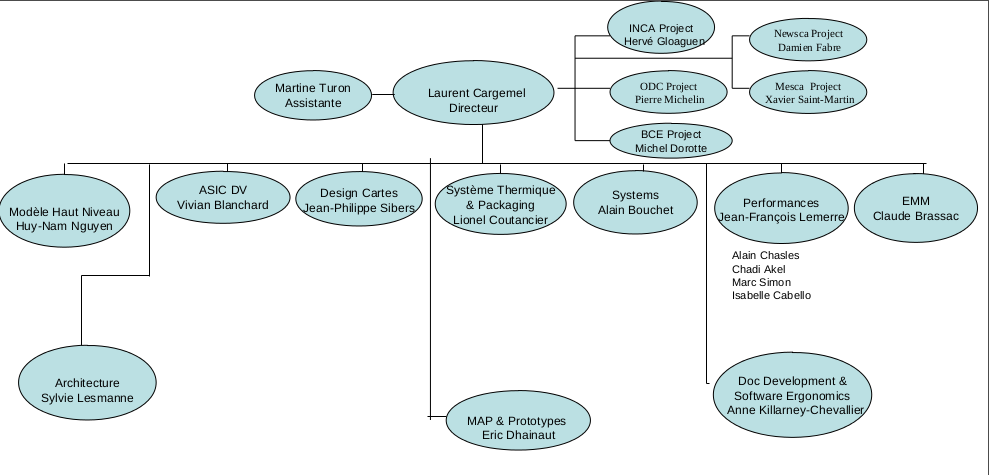 INCA Project
Hervé Gloaguen
Newsca Project
Damien Fabre
Martine Turon
Assistante
Laurent Cargemel
Directeur
ODC Project
Pierre Michelin
Mesca Project
Xavier Saint-Martin
BCE Project
Michel Dorotte
Modèle Haut Niveau
Huy-Nam Nguyen
ASIC DV
Vivian Blanchard
Design Cartes
Jean-Philippe Sibers
Système Thermique
& Packaging
Lionel Coutancier
Systems
Alain Bouchet
Performances
Jean-François Lemerre
EMM
Claude Brassac
Alain Chasles
Chadi Akel
Marc Simon
Isabelle Cabello
Architecture
Sylvie Lesmanne
MAP & Prototypes
Eric Dhainaut
Doc Development &
Software Ergonomics
Anne Killarney-Chevallier